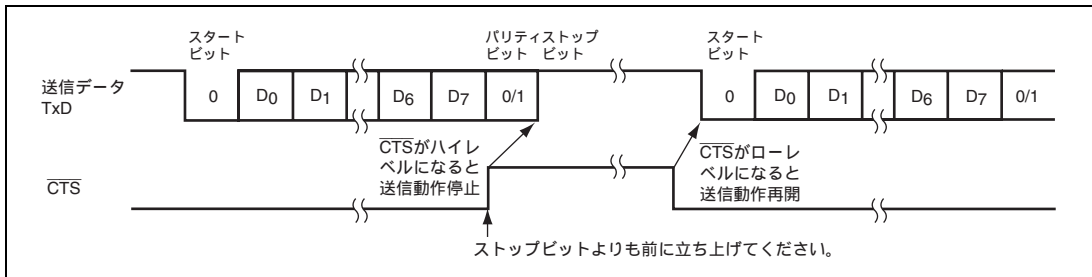 スタート
ビット
パリティストップ
ビット ビット
スタート
ビット
送信データ
TxD
0 D0 D1 D6 D7 0/1 0 D0 D1 D6 D7 0/1
CTSがハイレ
ベルになると
送信動作停止
CTSがローレ
ベルになると
送信動作再開
CTS
ストップビットよりも前に立ち上げてください。